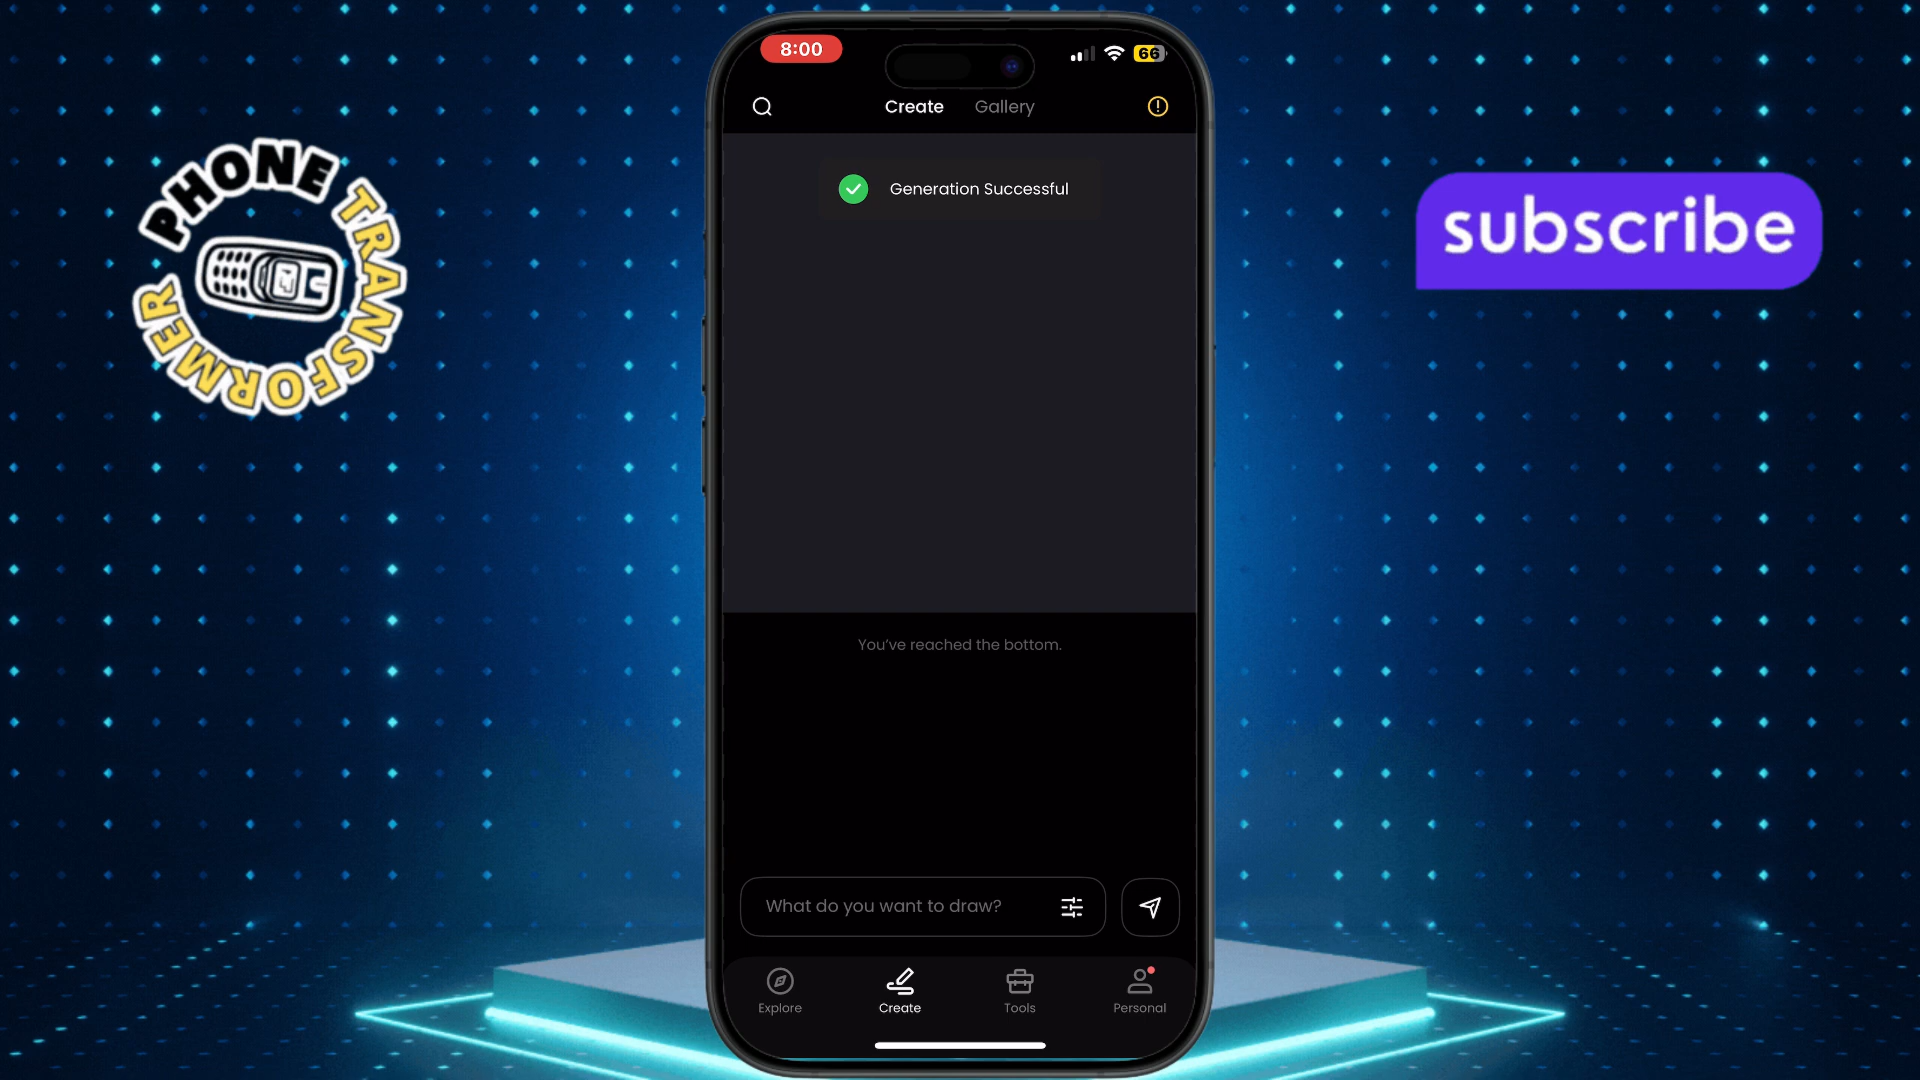 PHONE TRANSFORMER
subscribe
8:00
66
Create Gallery
Generation Successful
You've reached the bottom.
What do you want to draw?
Explore Create Tools Personal